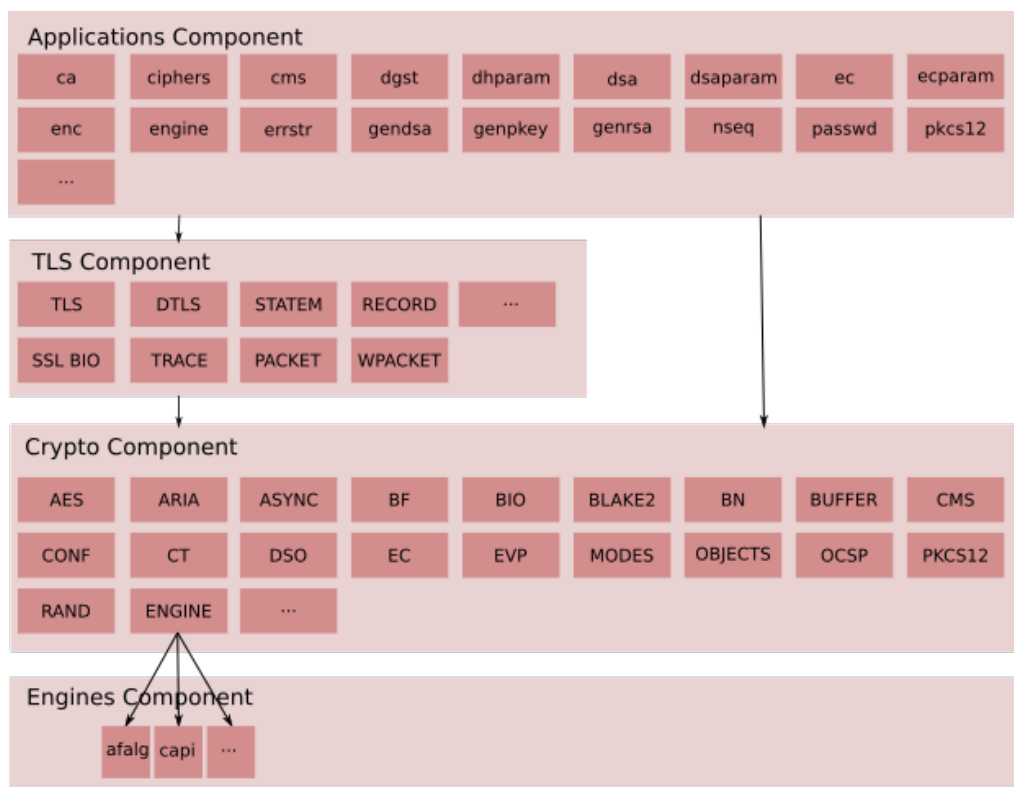 Applications Component
ca ciphers cms dgst dhparam dsa dsaparam ec ecparam
enc engine errstr gendsa genpkey genrsa nseq passwd pkcs12
...
TLS Component
TLS DTLS STATEM RECORD ...
SSL BIO TRACE PACKET WPACKET
Crypto Component
AES ARIA ASYNC BF BIO BLAKE2 BN BUFFER CMS
CONF CT DSO EC EVP MODES OBJECTS OCSP PKCS12
RAND ENGINE ...
Engines Component
afalg capi ...